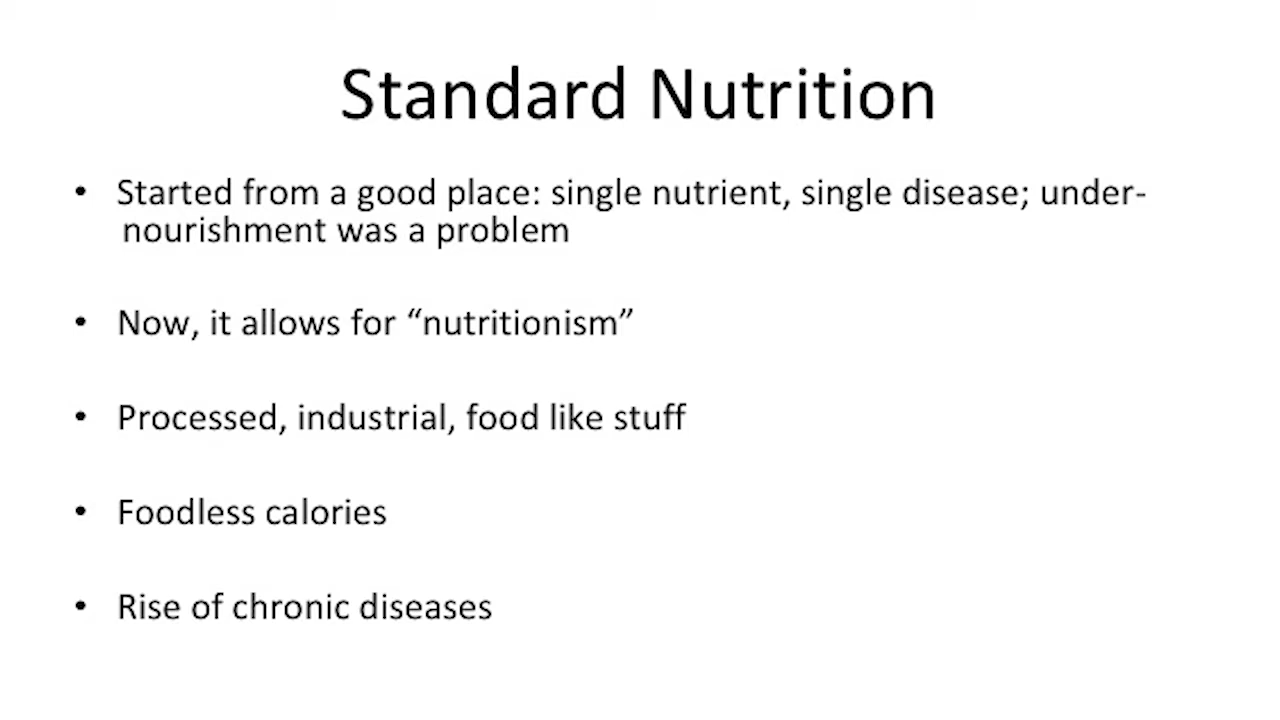 Standard Nutrition
• Started from a good place: single nutrient, single disease; under-
nourishment was a problem
• Now, it allows for “nutritionism”
• Processed, industrial, food like stuff
• Foodless calories
• Rise of chronic diseases